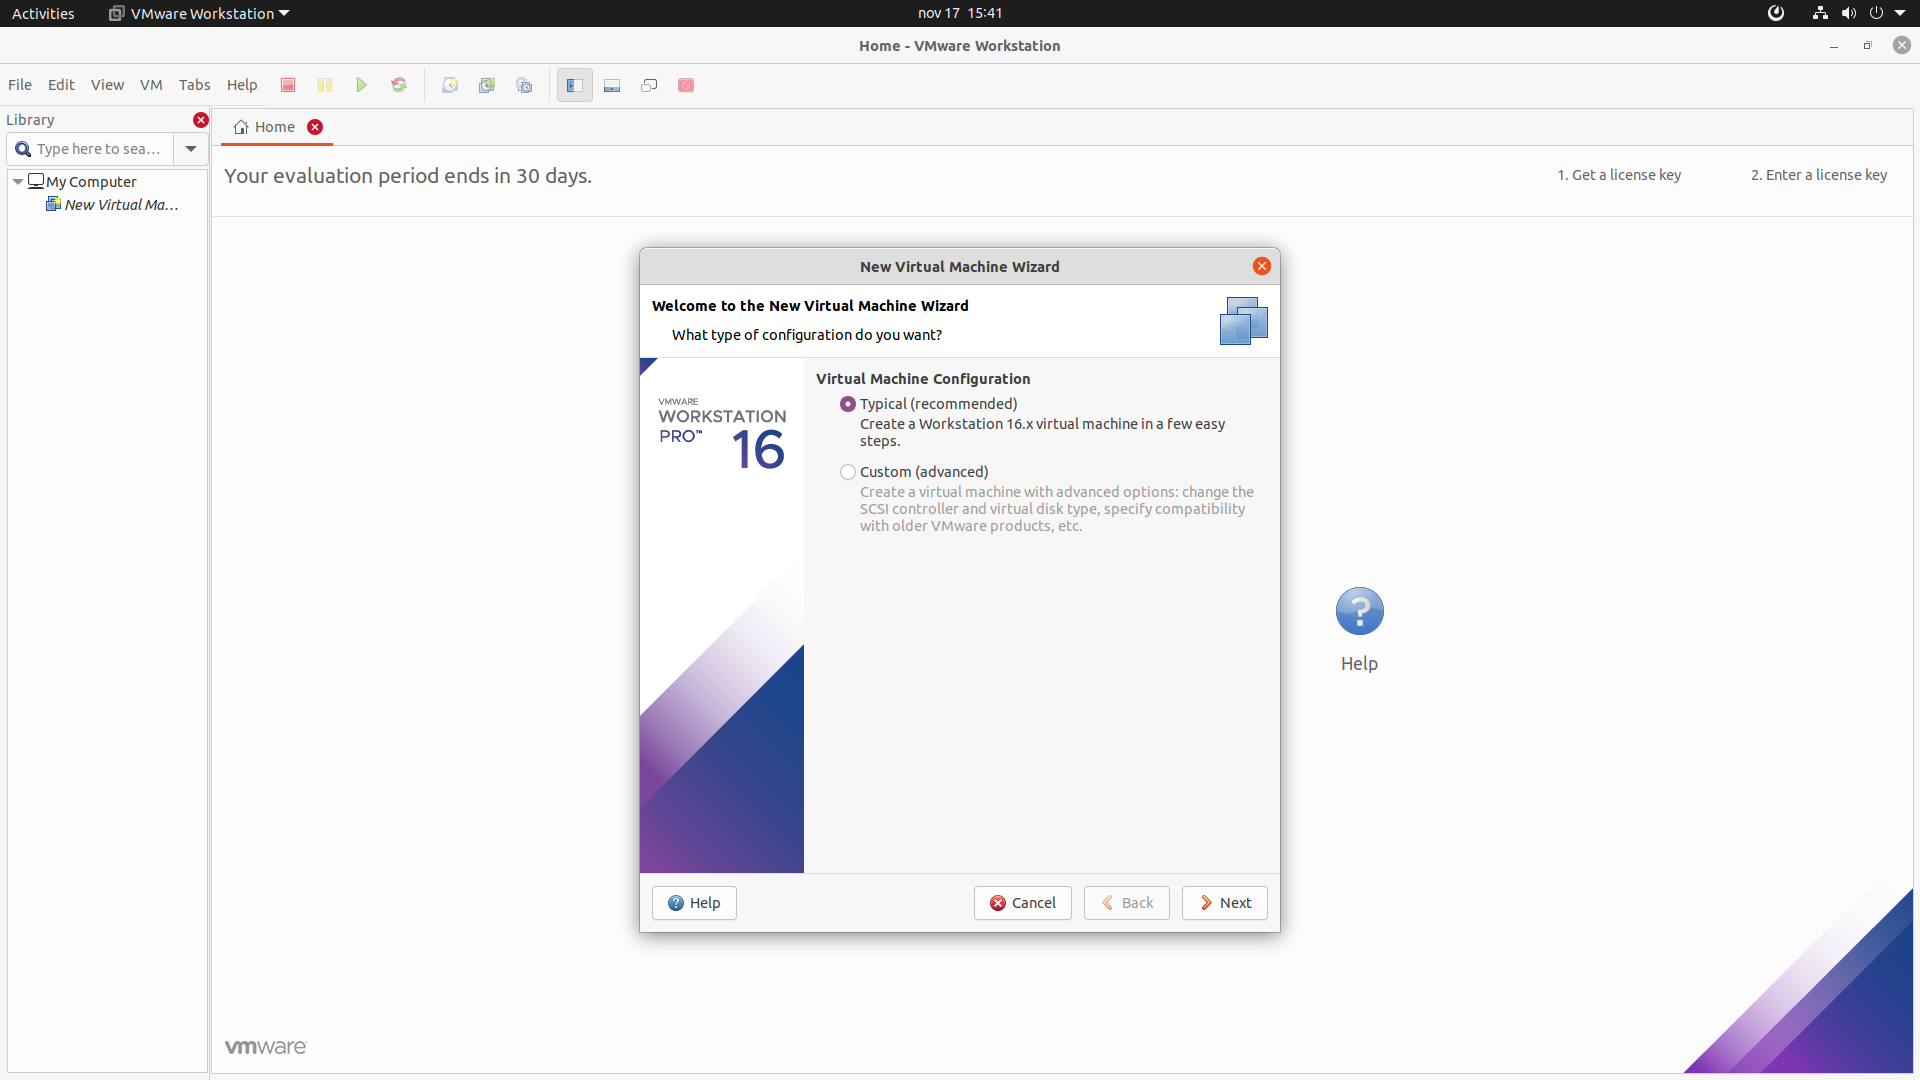 Activities VMware Workstation nov 17 15:41
Home - VMware Workstation
File Edit View VM Tabs Help
Library
Type here to sea...
My Computer
New Virtual Ma...
Home
Your evaluation period ends in 30 days.
1. Get a license key
2. Enter a license key
New Virtual Machine Wizard
Welcome to the New Virtual Machine Wizard
What type of configuration do you want?
VMWARE
WORKSTATION
PRO™ 16
Virtual Machine Configuration
Typical (recommended)
Create a Workstation 16.x virtual machine in a few easy
steps.
Custom (advanced)
Create a virtual machine with advanced options: change the
SCSI controller and virtual disk type, specify compatibility
with older VMware products, etc.
Help
Cancel
Back
Next
Help
vmware